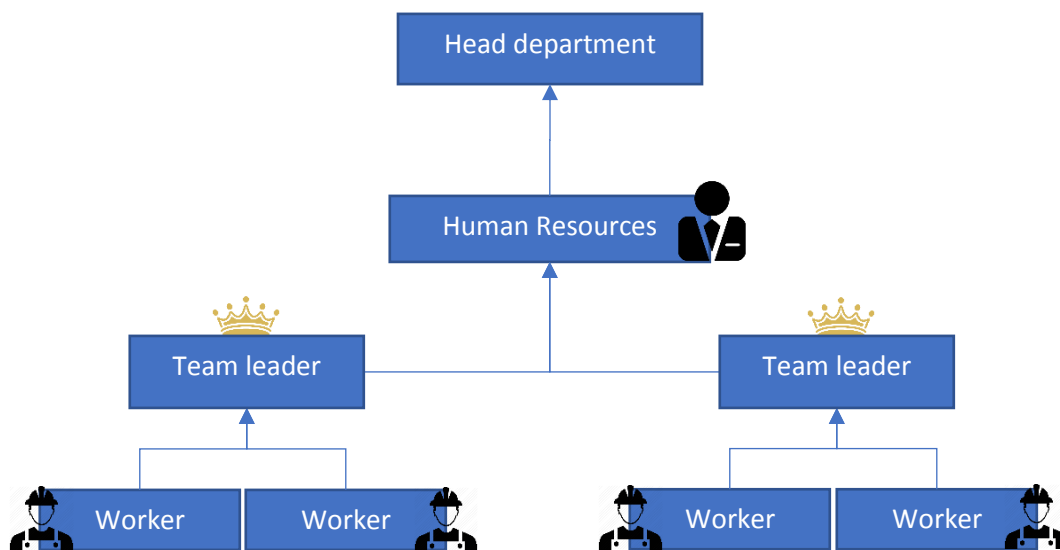 Head department
Human Resources
Team leader
Team leader
Worker
Worker
Worker
Worker